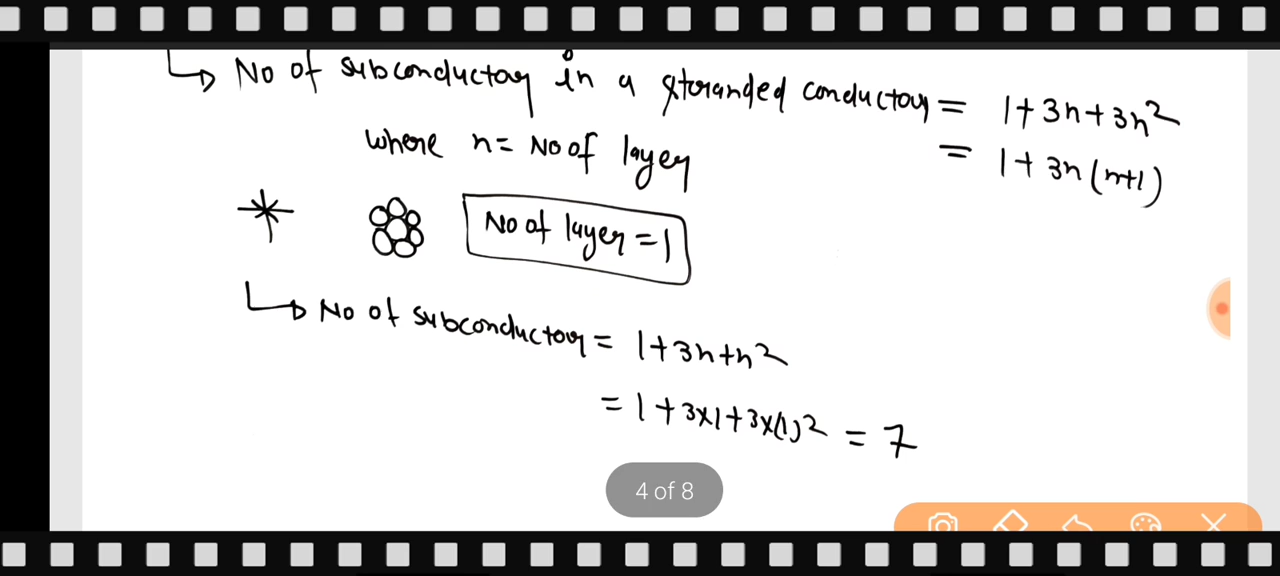 ↳ No of subconductor in a stranded conductor = 1+3n+3n²
where n = No of layer
= 1+3n(n+1)
No of layer = 1
↳ No of subconductor = 1+3n+n²
= 1+3×1+3×(1)² = 7
4 of 8